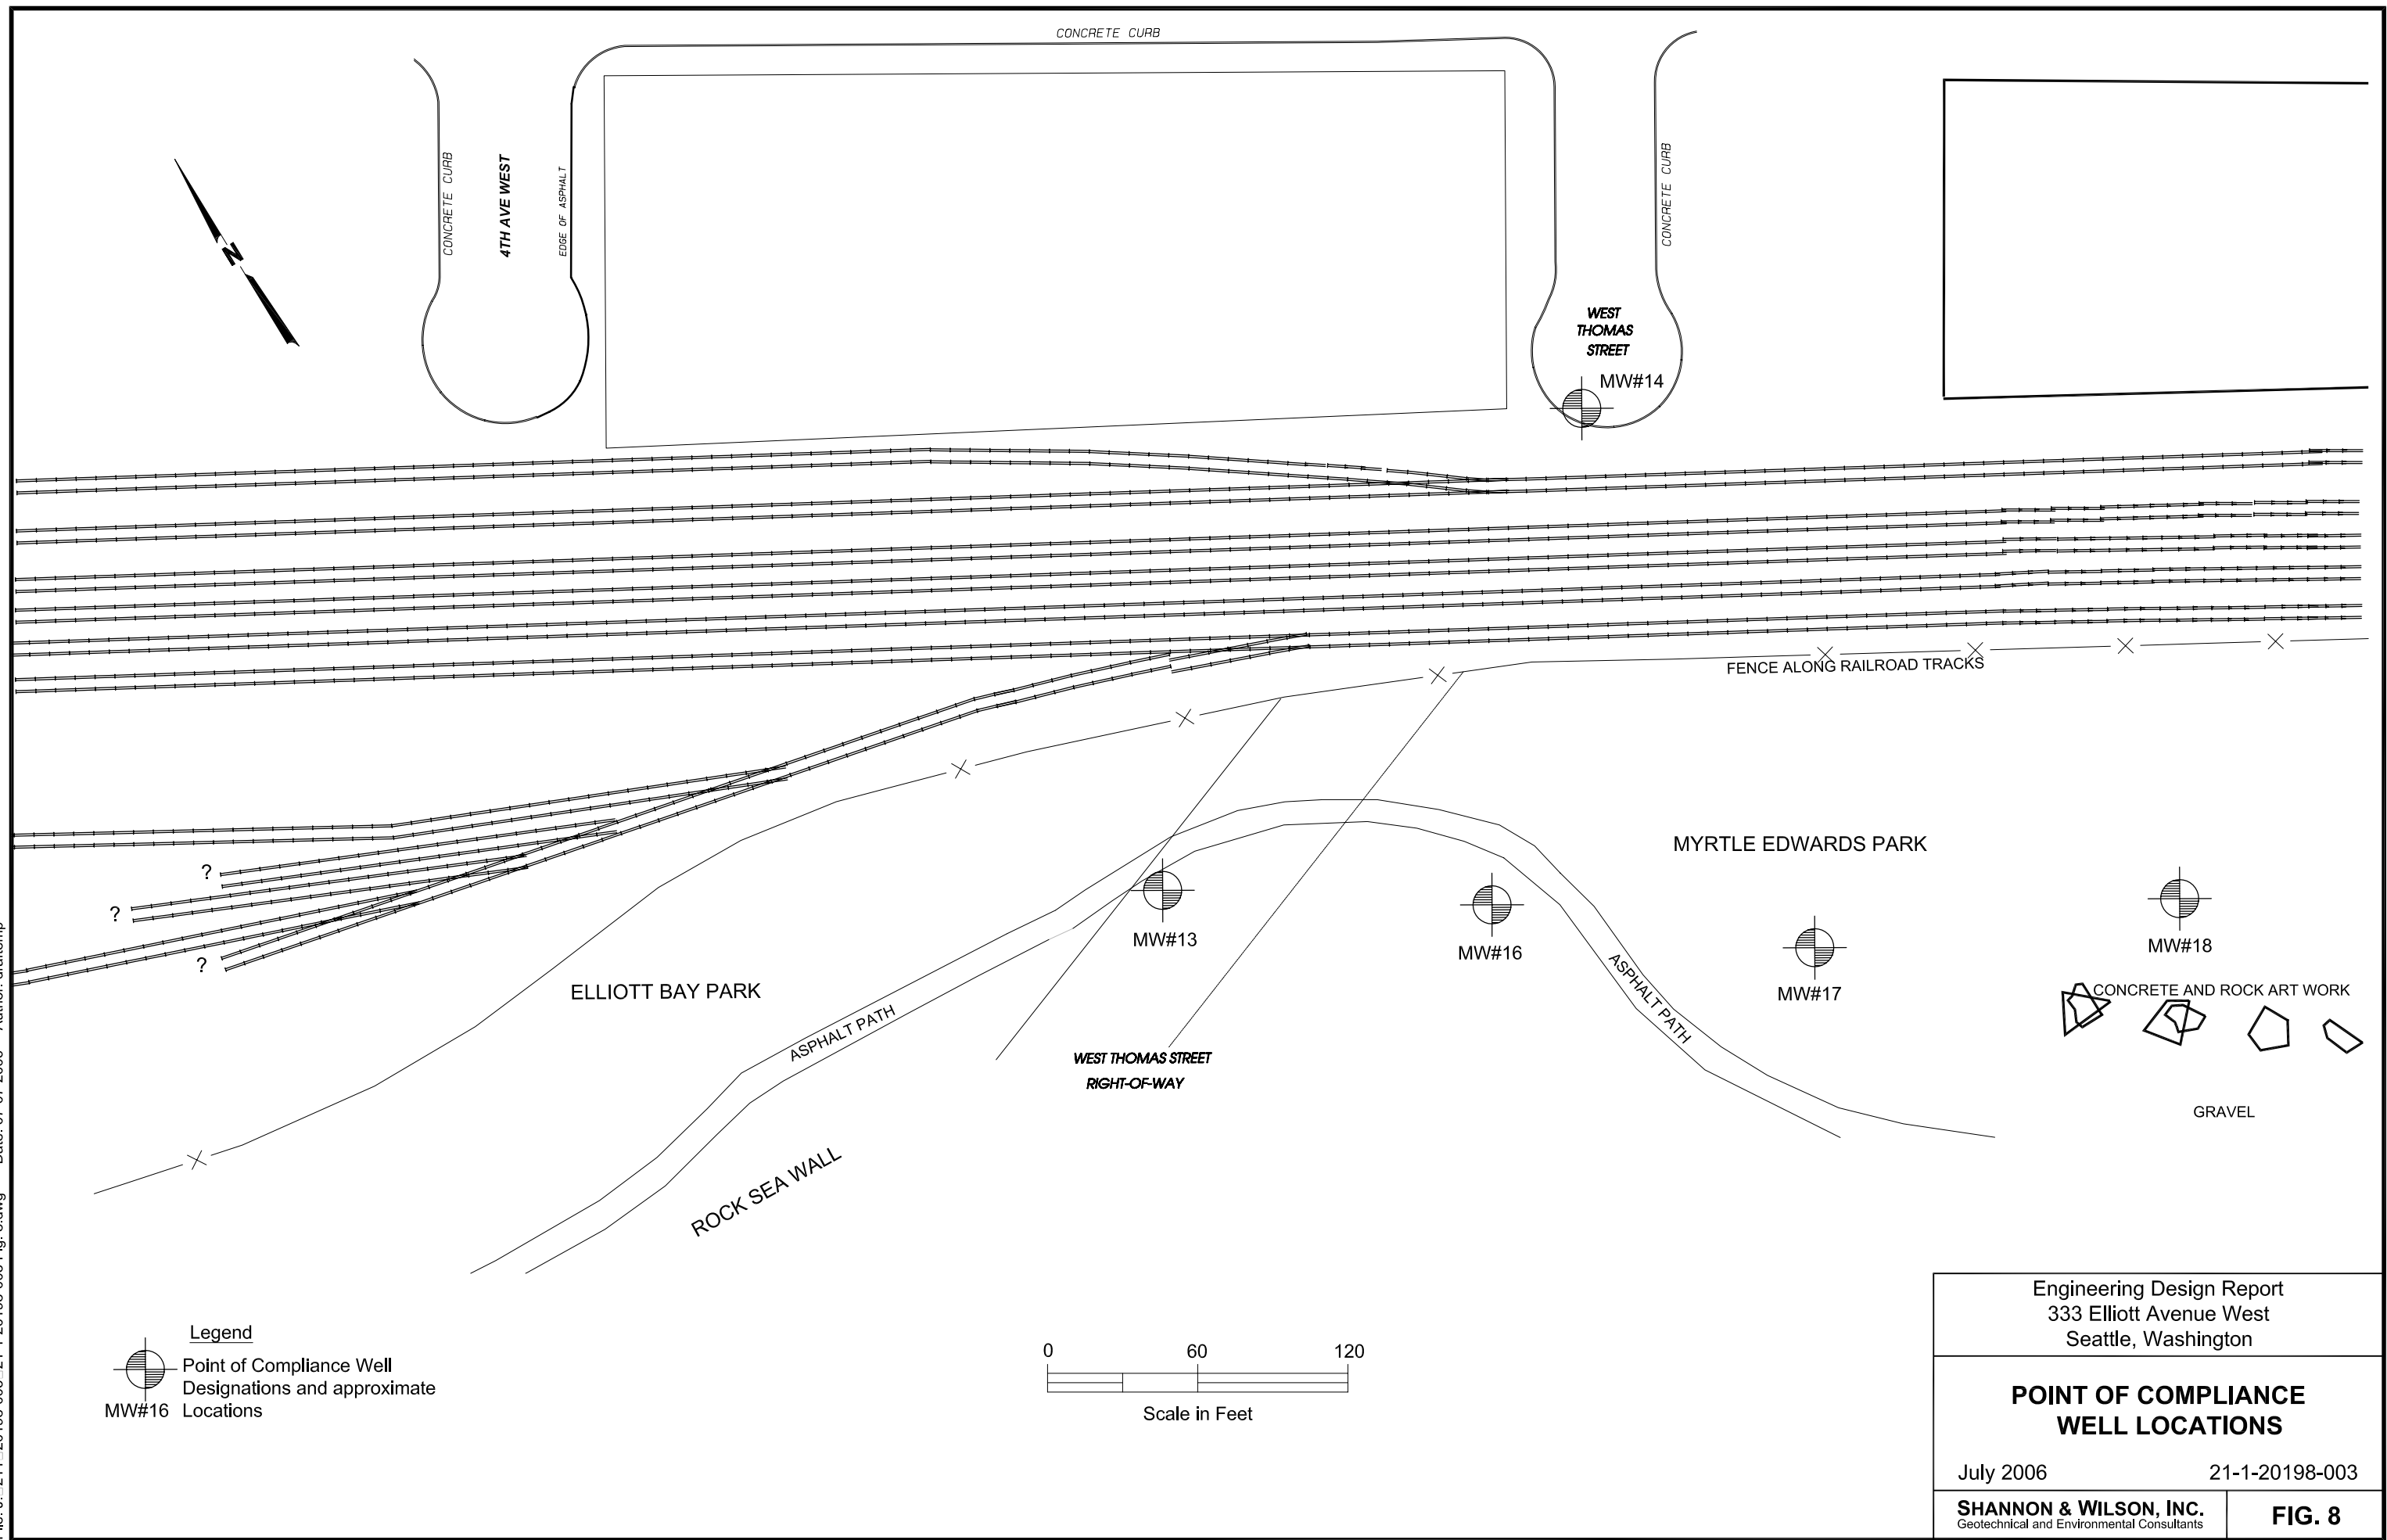 CONCRETE CURB
CONCRETE CURB
4TH AVE WEST
EDGE OF ASPHALT
CONCRETE CURB
N
WEST
THOMAS
STREET
MW#14
FENCE ALONG RAILROAD TRACKS
MYRTLE EDWARDS PARK
?
?
?
MW#13
MW#16
MW#17
MW#18
ELLIOTT BAY PARK
ASPHALT PATH
ASPHALT PATH
CONCRETE AND ROCK ART WORK
WEST THOMAS STREET
RIGHT-OF-WAY
GRAVEL
ROCK SEA WALL
Legend
Point of Compliance Well
Designations and approximate
MW#16 Locations
0 60 120
Scale in Feet
Engineering Design Report
333 Elliott Avenue West
Seattle, Washington
POINT OF COMPLIANCE
WELL LOCATIONS
July 2006 21-1-20198-003
SHANNON & WILSON, INC.
Geotechnical and Environmental Consultants
FIG. 8